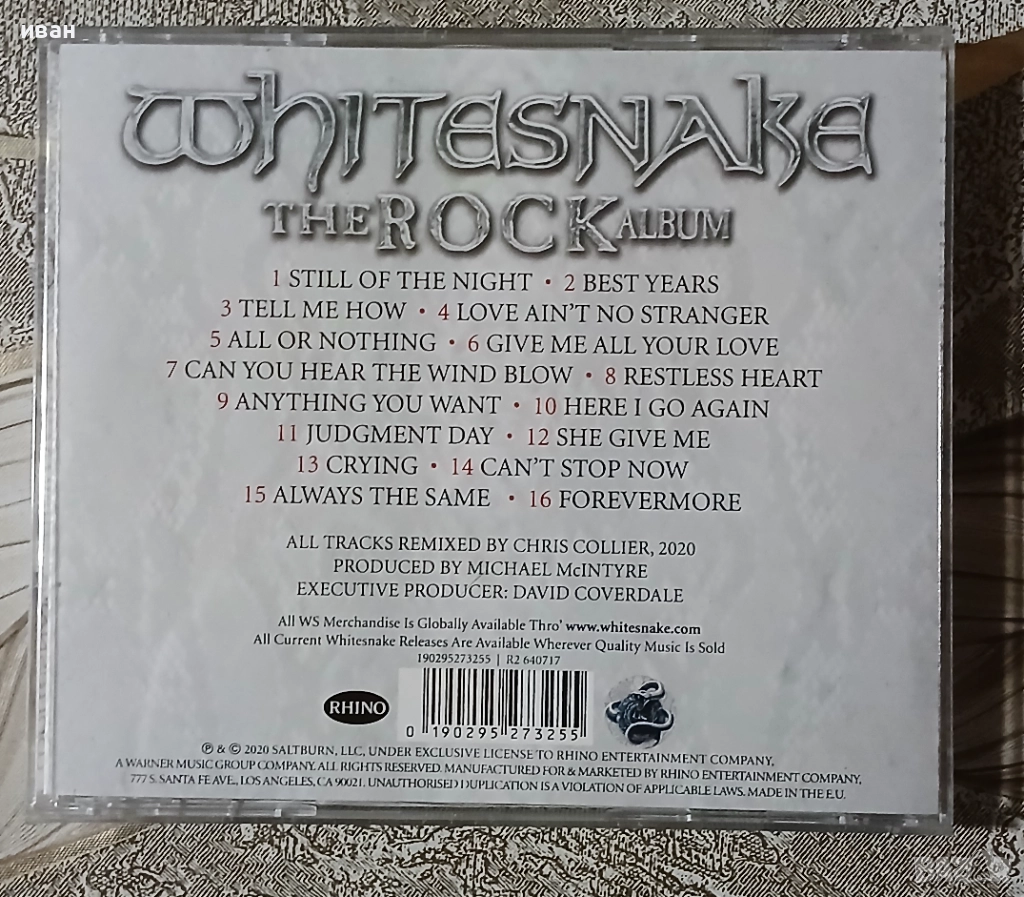 иван
WHITESNAKE
THE ROCK ALBUM
1 STILL OF THE NIGHT • 2 BEST YEARS
3 TELL ME HOW • 4 LOVE AIN'T NO STRANGER
5 ALL OR NOTHING • 6 GIVE ME ALL YOUR LOVE
7 CAN YOU HEAR THE WIND BLOW • 8 RESTLESS HEART
9 ANYTHING YOU WANT • 10 HERE I GO AGAIN
11 JUDGMENT DAY • 12 SHE GIVE ME
13 CRYING • 14 CAN'T STOP NOW
15 ALWAYS THE SAME • 16 FOREVERMORE
ALL TRACKS REMIXED BY CHRIS COLLIER, 2020
PRODUCED BY MICHAEL McINTYRE
EXECUTIVE PRODUCER: DAVID COVERDALE
All WS Merchandise Is Globally Available Thro' www.whitesnake.com
All Current Whitesnake Releases Are Available Wherever Quality Music Is Sold
190295273255 | R2 640717
RHINO
0 190295 273255
℗ & © 2020 SALTBURN, LLC, UNDER EXCLUSIVE LICENSE TO RHINO ENTERTAINMENT COMPANY,
A WARNER MUSIC GROUP COMPANY. ALL RIGHTS RESERVED. MANUFACTURED FOR & MARKETED BY RHINO ENTERTAINMENT COMPANY,
777 S. SANTA FE AVE., LOS ANGELES, CA 90021. UNAUTHORISED DUPLICATION IS A VIOLATION OF APPLICABLE LAWS. MADE IN THE E.U.